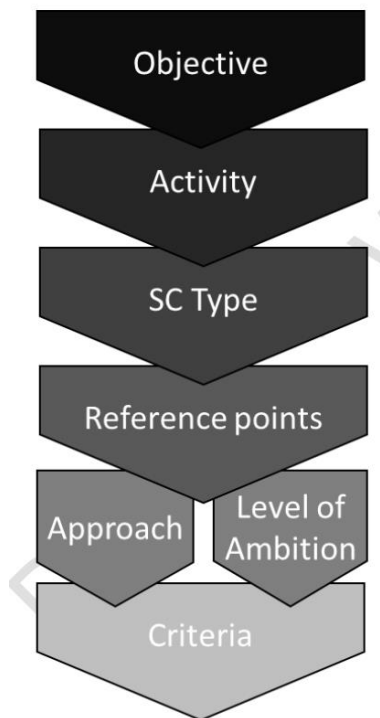 Objective
Activity
SC Type
Reference points
Approach
Level of
Ambition
Criteria